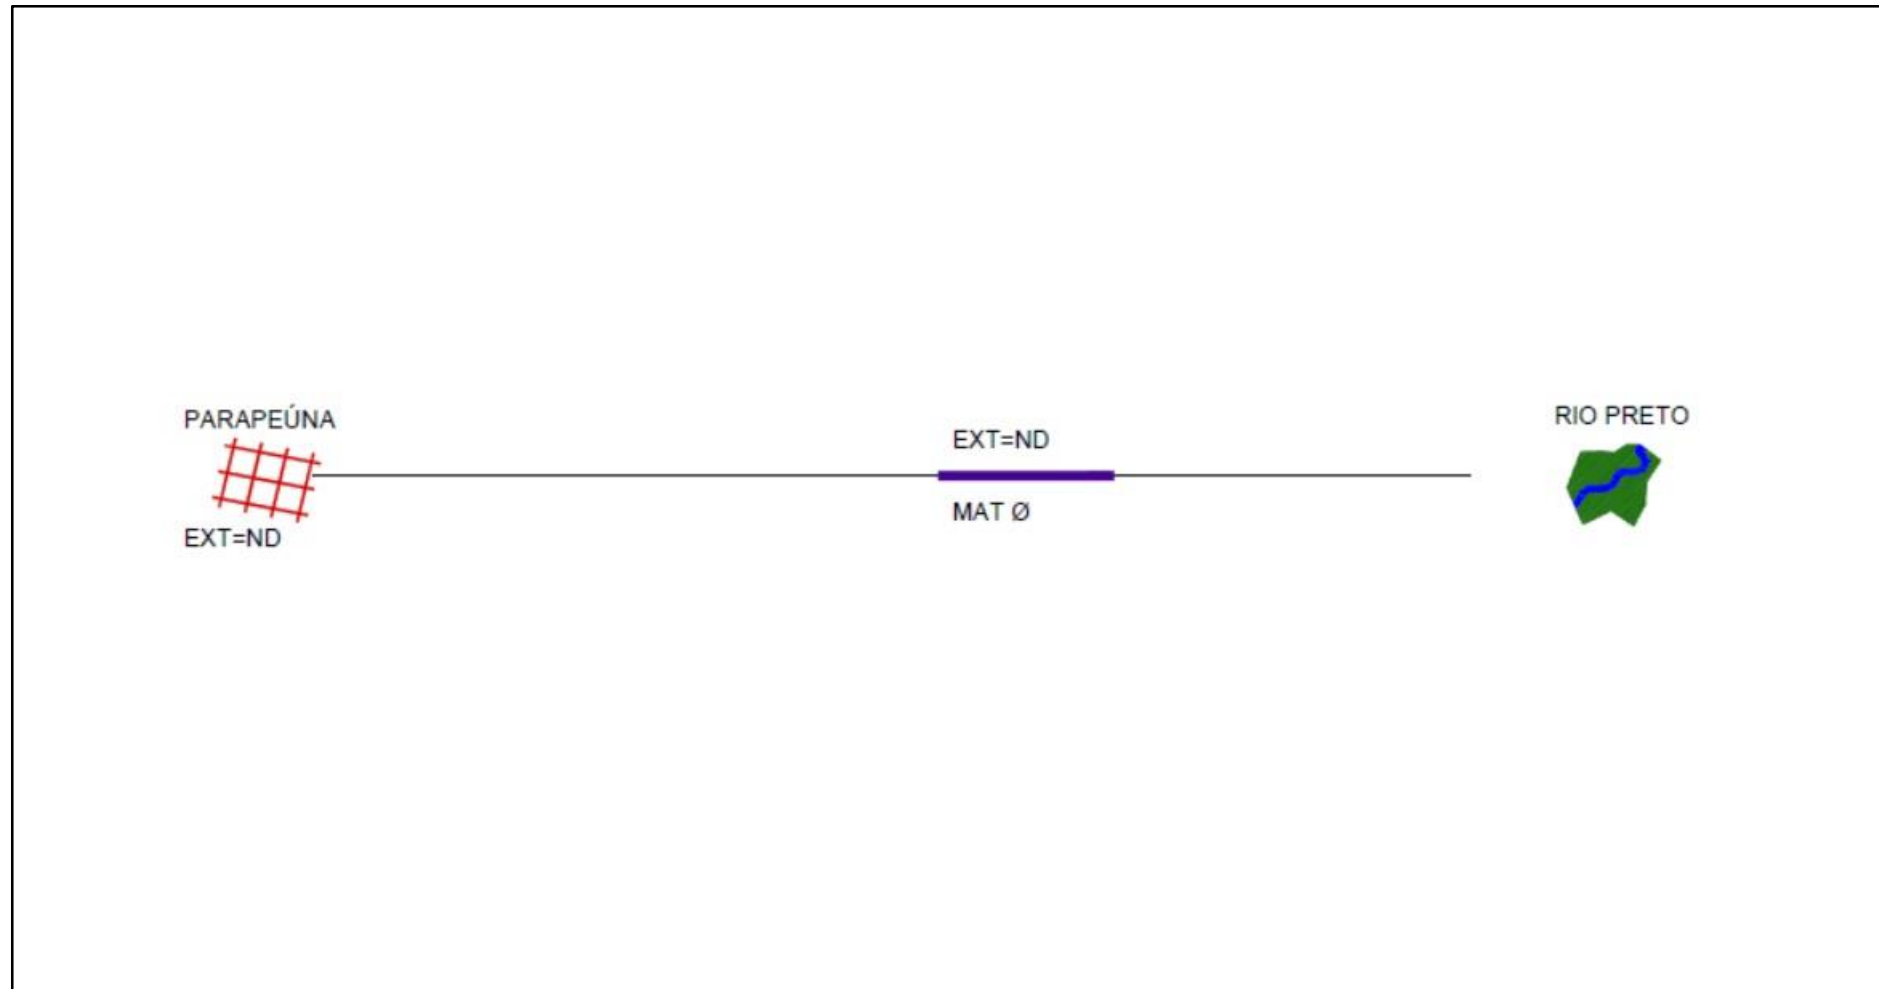 PARAPEÚNA
EXT=ND
EXT=ND
MAT Ø
RIO PRETO